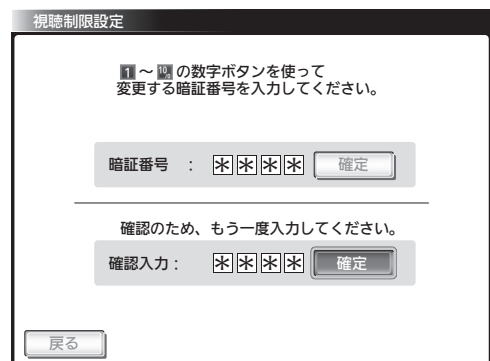 視聴制限設定
1 ～ 10 の数字ボタンを使って
変更する暗証番号を入力してください。
暗証番号 : ＊＊＊＊ 確定
確認のため、もう一度入力してください。
確認入力 : ＊＊＊＊ 確定
戻る